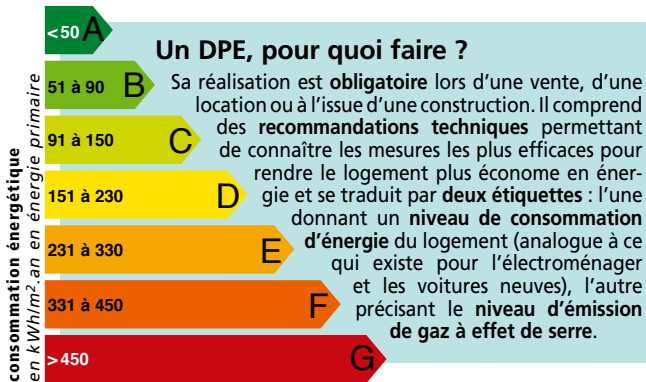 consommation énergétique
en kWh/m².an en énergie primaire
<50 A
51 à 90 B
91 à 150 C
151 à 230 D
231 à 330 E
331 à 450 F
>450 G
Un DPE, pour quoi faire ?
Sa réalisation est obligatoire lors d'une vente, d'une
location ou à l'issue d'une construction. Il comprend
des recommandations techniques permettant
de connaître les mesures les plus efficaces pour
rendre le logement plus économe en éner-
gie et se traduit par deux étiquettes : l'une
donnant un niveau de consommation
d'énergie du logement (analogue à ce
qui existe pour l'électroménager
et les voitures neuves), l'autre
précisant le niveau d'émission
de gaz à effet de serre.